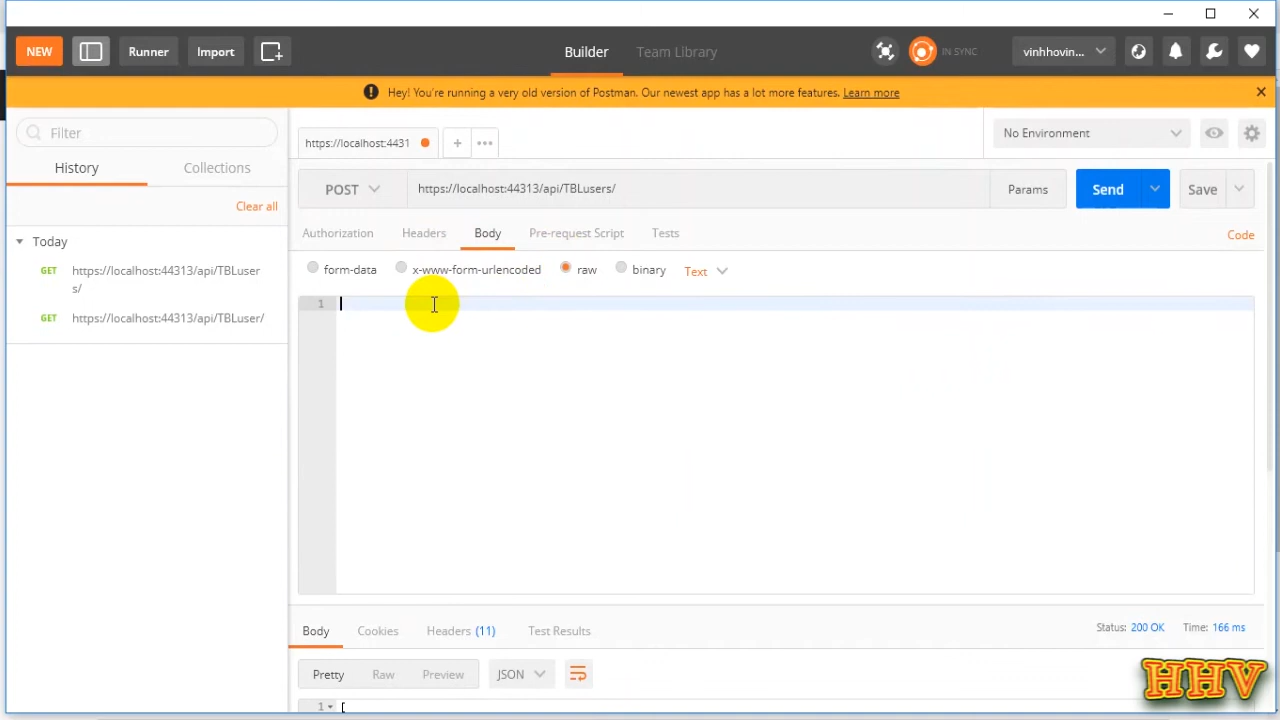 NEW
Runner
Import
Builder
Team Library
IN SYNC
vinhhovin...
Hey! You're running a very old version of Postman. Our newest app has a lot more features. Learn more
Filter
History
Collections
Clear all
Today
GET https://localhost:44313/api/TBLuser
s/
GET https://localhost:44313/api/TBLuser/
https://localhost:4431
No Environment
POST
https://localhost:44313/api/TBLusers/
Params
Send
Save
Authorization
Headers
Body
Pre-request Script
Tests
Code
form-data
x-www-form-urlencoded
raw
binary
Text
1
Body
Cookies
Headers (11)
Test Results
Status: 200 OK
Time: 166 ms
Pretty
Raw
Preview
JSON
1 [
HHV